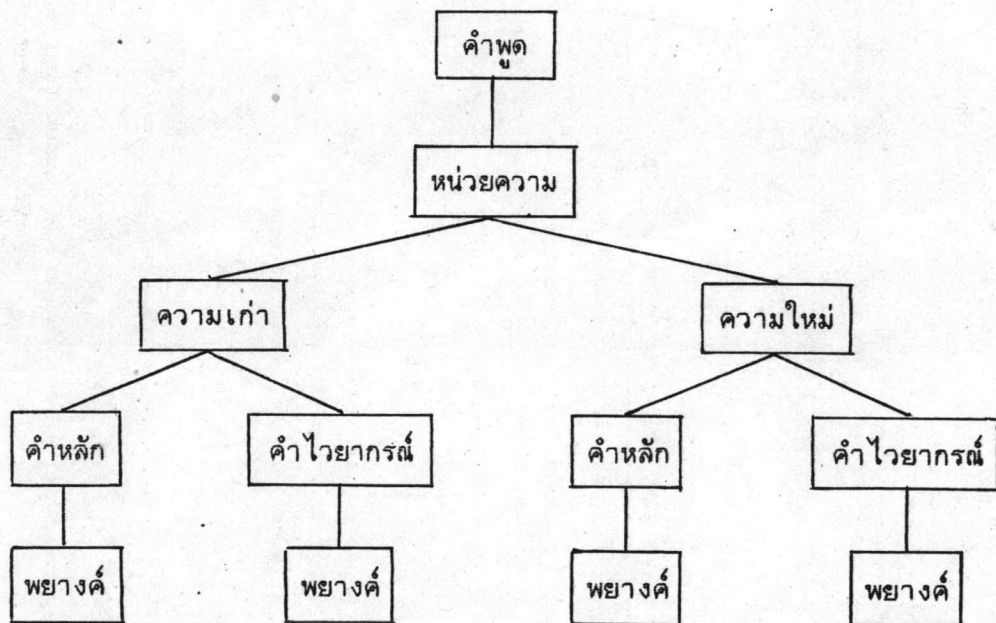 คำพูด
หน่วยความ
ความเก่า
ความใหม่
คำหลัก
คำไวยากรณ์
คำหลัก
คำไวยากรณ์
พยางค์
พยางค์
พยางค์
พยางค์